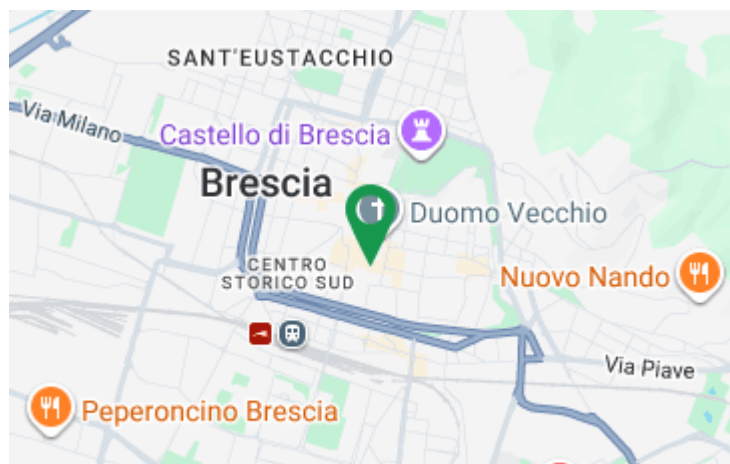 SANT'EUSTACCHIO
Via Milano
Castello di Brescia
Brescia
Duomo Vecchio
CENTRO
STORICO SUD
Nuovo Nando
Via Piave
Peperoncino Brescia